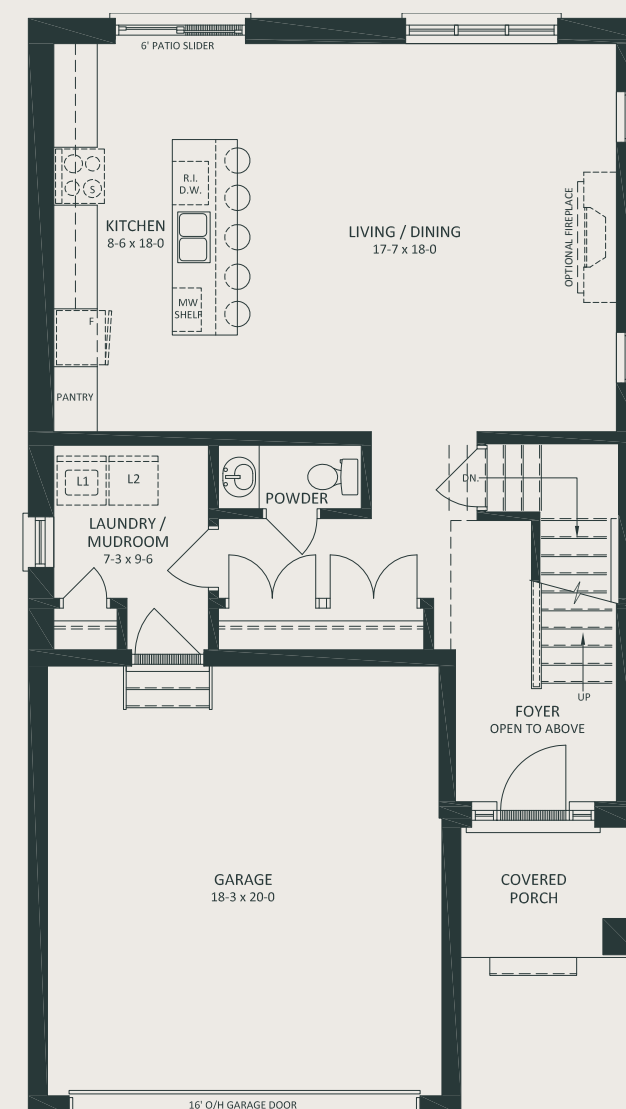 6' PATIO SLIDER
R.I.
D.W.
S
KITCHEN
8-6 x 18-0
LIVING / DINING
17-7 x 18-0
OPTIONAL FIREPLACE
MW
SHELF
F
PANTRY
L1
L2
DN.
POWDER
LAUNDRY /
MUDROOM
7-3 x 9-6
UP
FOYER
OPEN TO ABOVE
GARAGE
18-3 x 20-0
COVERED
PORCH
16' O/H GARAGE DOOR